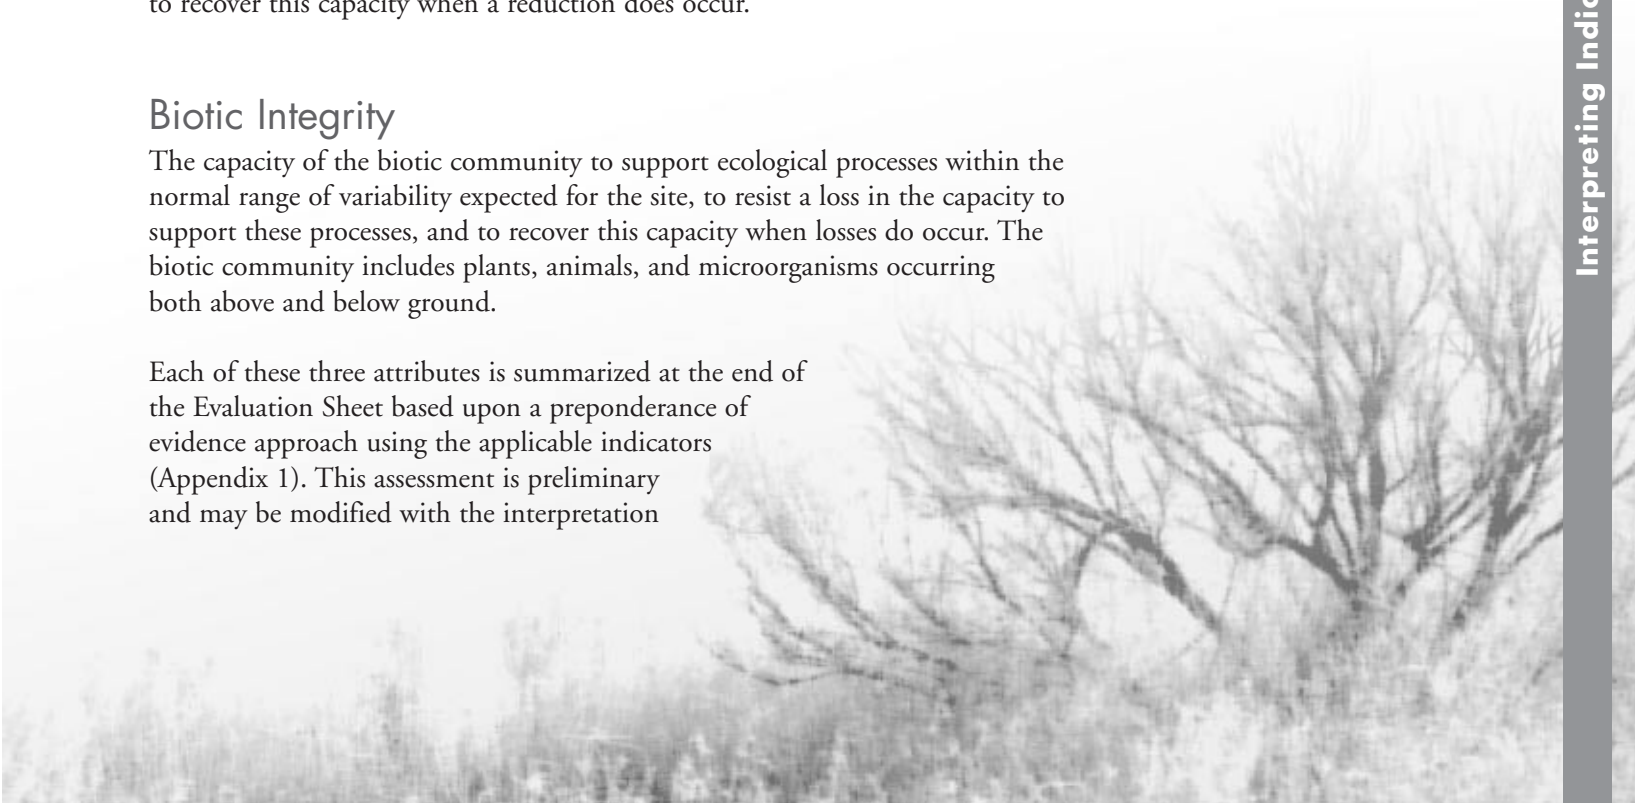 to recover this capacity when a reduction does occur.
Biotic Integrity
The capacity of the biotic community to support ecological processes within the
normal range of variability expected for the site, to resist a loss in the capacity to
support these processes, and to recover this capacity when losses do occur. The
biotic community includes plants, animals, and microorganisms occurring
both above and below ground.
Each of these three attributes is summarized at the end of
the Evaluation Sheet based upon a preponderance of
evidence approach using the applicable indicators
(Appendix 1). This assessment is preliminary
and may be modified with the interpretation
Interpreting